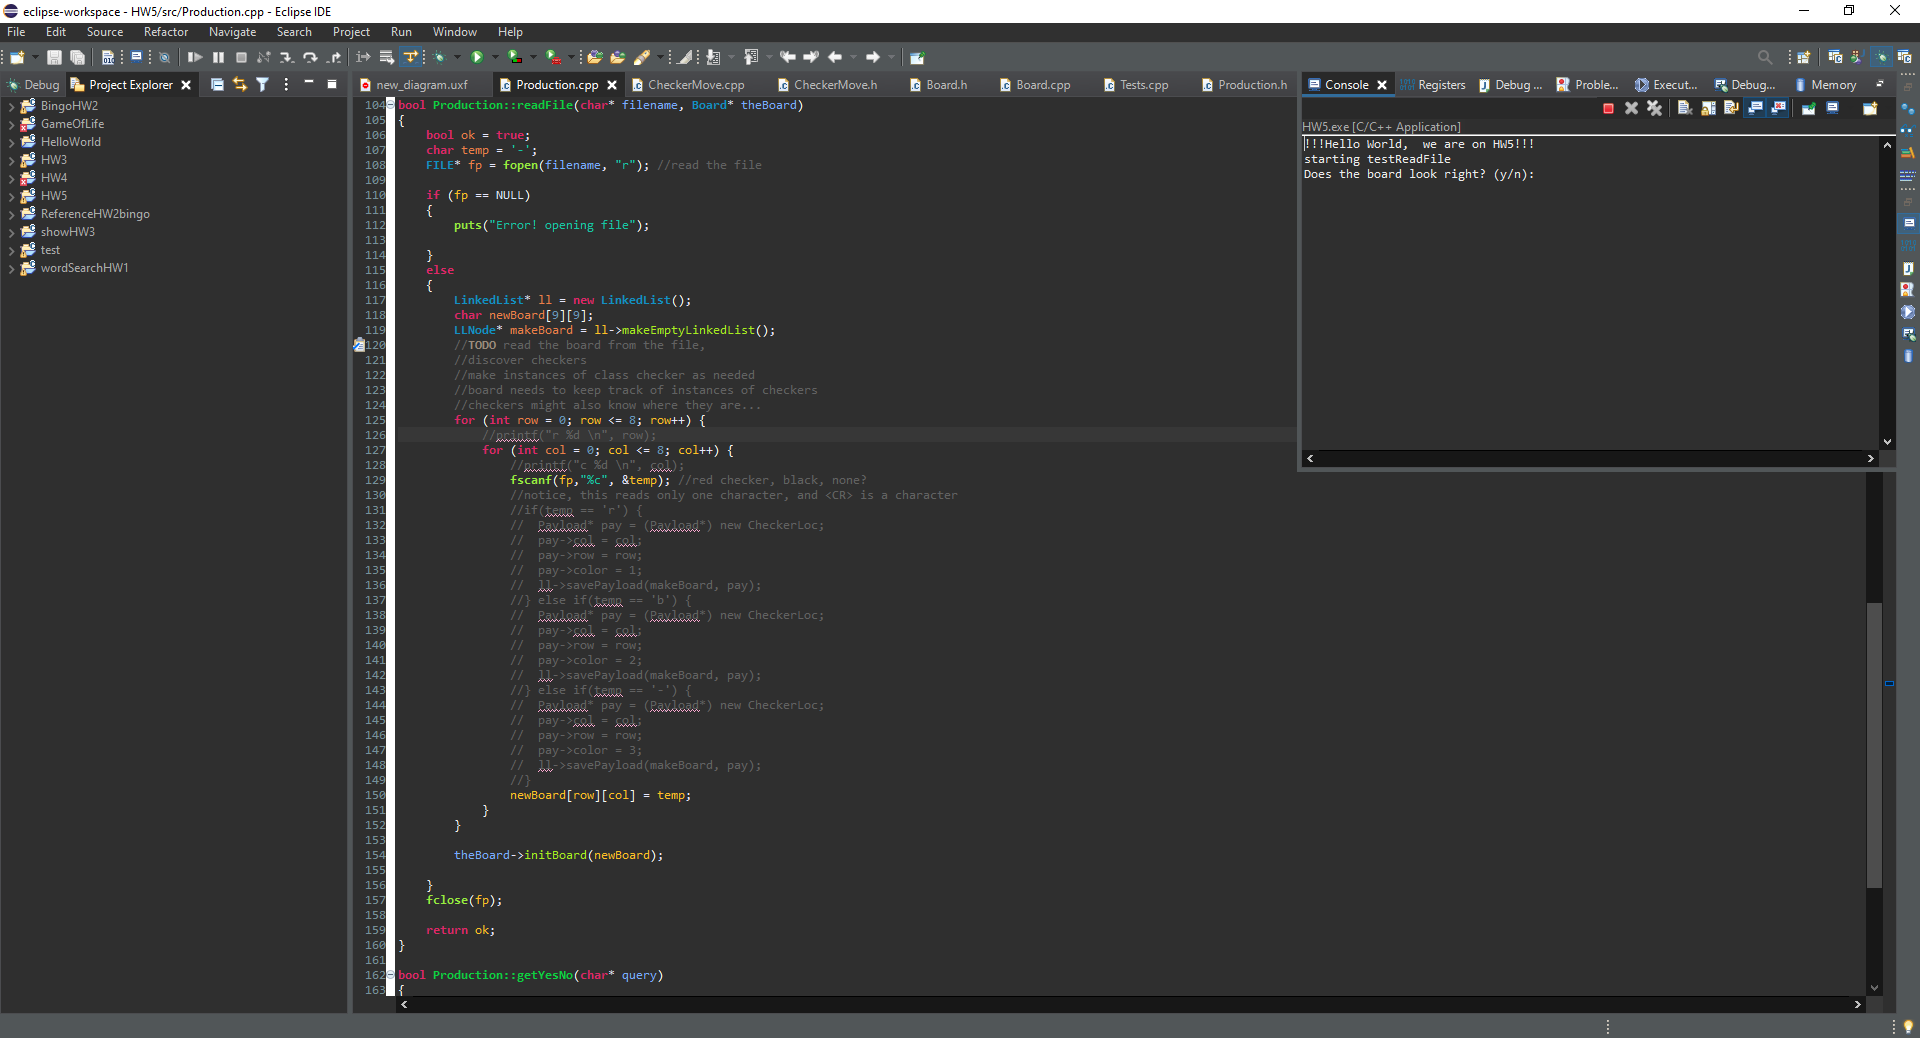 eclipse-workspace - HW5/src/Production.cpp - Eclipse IDE
File Edit Source Refactor Navigate Search Project Run Window Help
Debug Project Explorer
BingoHW2
GameOfLife
HelloWorld
HW3
HW4
HW5
ReferenceHW2bingo
showHW3
test
wordSearchHW1
new_diagram.uxf Production.cpp CheckerMove.cpp CheckerMove.h Board.h Board.cpp Tests.cpp Production.h
104 bool Production::readFile(char* filename, Board* theBoard)
105 {
106 bool ok = true;
107 char temp = '-';
108 FILE* fp = fopen(filename, "r"); //read the file
109
110 if (fp == NULL)
111 {
112 puts("Error! opening file");
113
114 }
115 else
116 {
117 LinkedList* ll = new LinkedList();
118 char newBoard[9][9];
119 LLNode* makeBoard = ll->makeEmptyLinkedList();
120 //TODO read the board from the file,
121 //discover checkers
122 //make instances of class checker as needed
123 //board needs to keep track of instances of checkers
124 //checkers might also know where they are...
125 for (int row = 0; row <= 8; row++) {
126 //printf("r %d \n", row);
127 for (int col = 0; col <= 8; col++) {
128 //printf("c %d \n", col);
129 fscanf(fp,"%c", &temp); //red checker, black, none?
130 //notice, this reads only one character, and <CR> is a character
131 //if(temp == 'r') {
132 // Payload* pay = (Payload*) new CheckerLoc;
133 // pay->col = col;
134 // pay->row = row;
135 // pay->color = 1;
136 // ll->savePayload(makeBoard, pay);
137 //} else if(temp == 'b') {
138 // Payload* pay = (Payload*) new CheckerLoc;
139 // pay->col = col;
140 // pay->row = row;
141 // pay->color = 2;
142 // ll->savePayload(makeBoard, pay);
143 //} else if(temp == '-') {
144 // Payload* pay = (Payload*) new CheckerLoc;
145 // pay->col = col;
146 // pay->row = row;
147 // pay->color = 3;
148 // ll->savePayload(makeBoard, pay);
149 //}
150 newBoard[row][col] = temp;
151 }
152 }
153
154 theBoard->initBoard(newBoard);
155
156 }
157 fclose(fp);
158
159 return ok;
160 }
161
162 bool Production::getYesNo(char* query)
163 {
Console Registers Debug ... Proble... Execut... Debug... Memory
HW5.exe [C/C++ Application]
!!!Hello World, we are on HW5!!!
starting testReadFile
Does the board look right? (y/n):